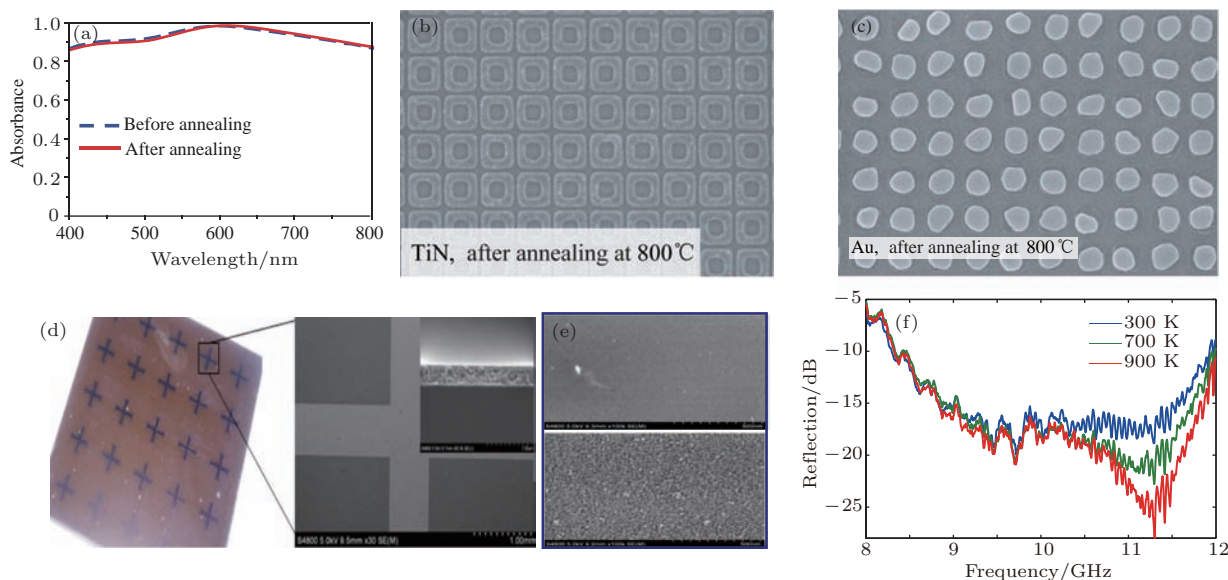 (a)
1.0
0.8
0.6
0.4
0.2
0
Absorbance
Before annealing
After annealing
400 500 600 700 800
Wavelength/nm
(b)
TiN, after annealing at 800℃
(c)
Au, after annealing at 800℃
(d)
S4800 5.0kV 9.5mm x30 SE(M)
1.00mm
(e)
(f)
-5
-10
-15
-20
-25
Reflection/dB
300 K
700 K
900 K
8 9 10 11 12
Frequency/GHz